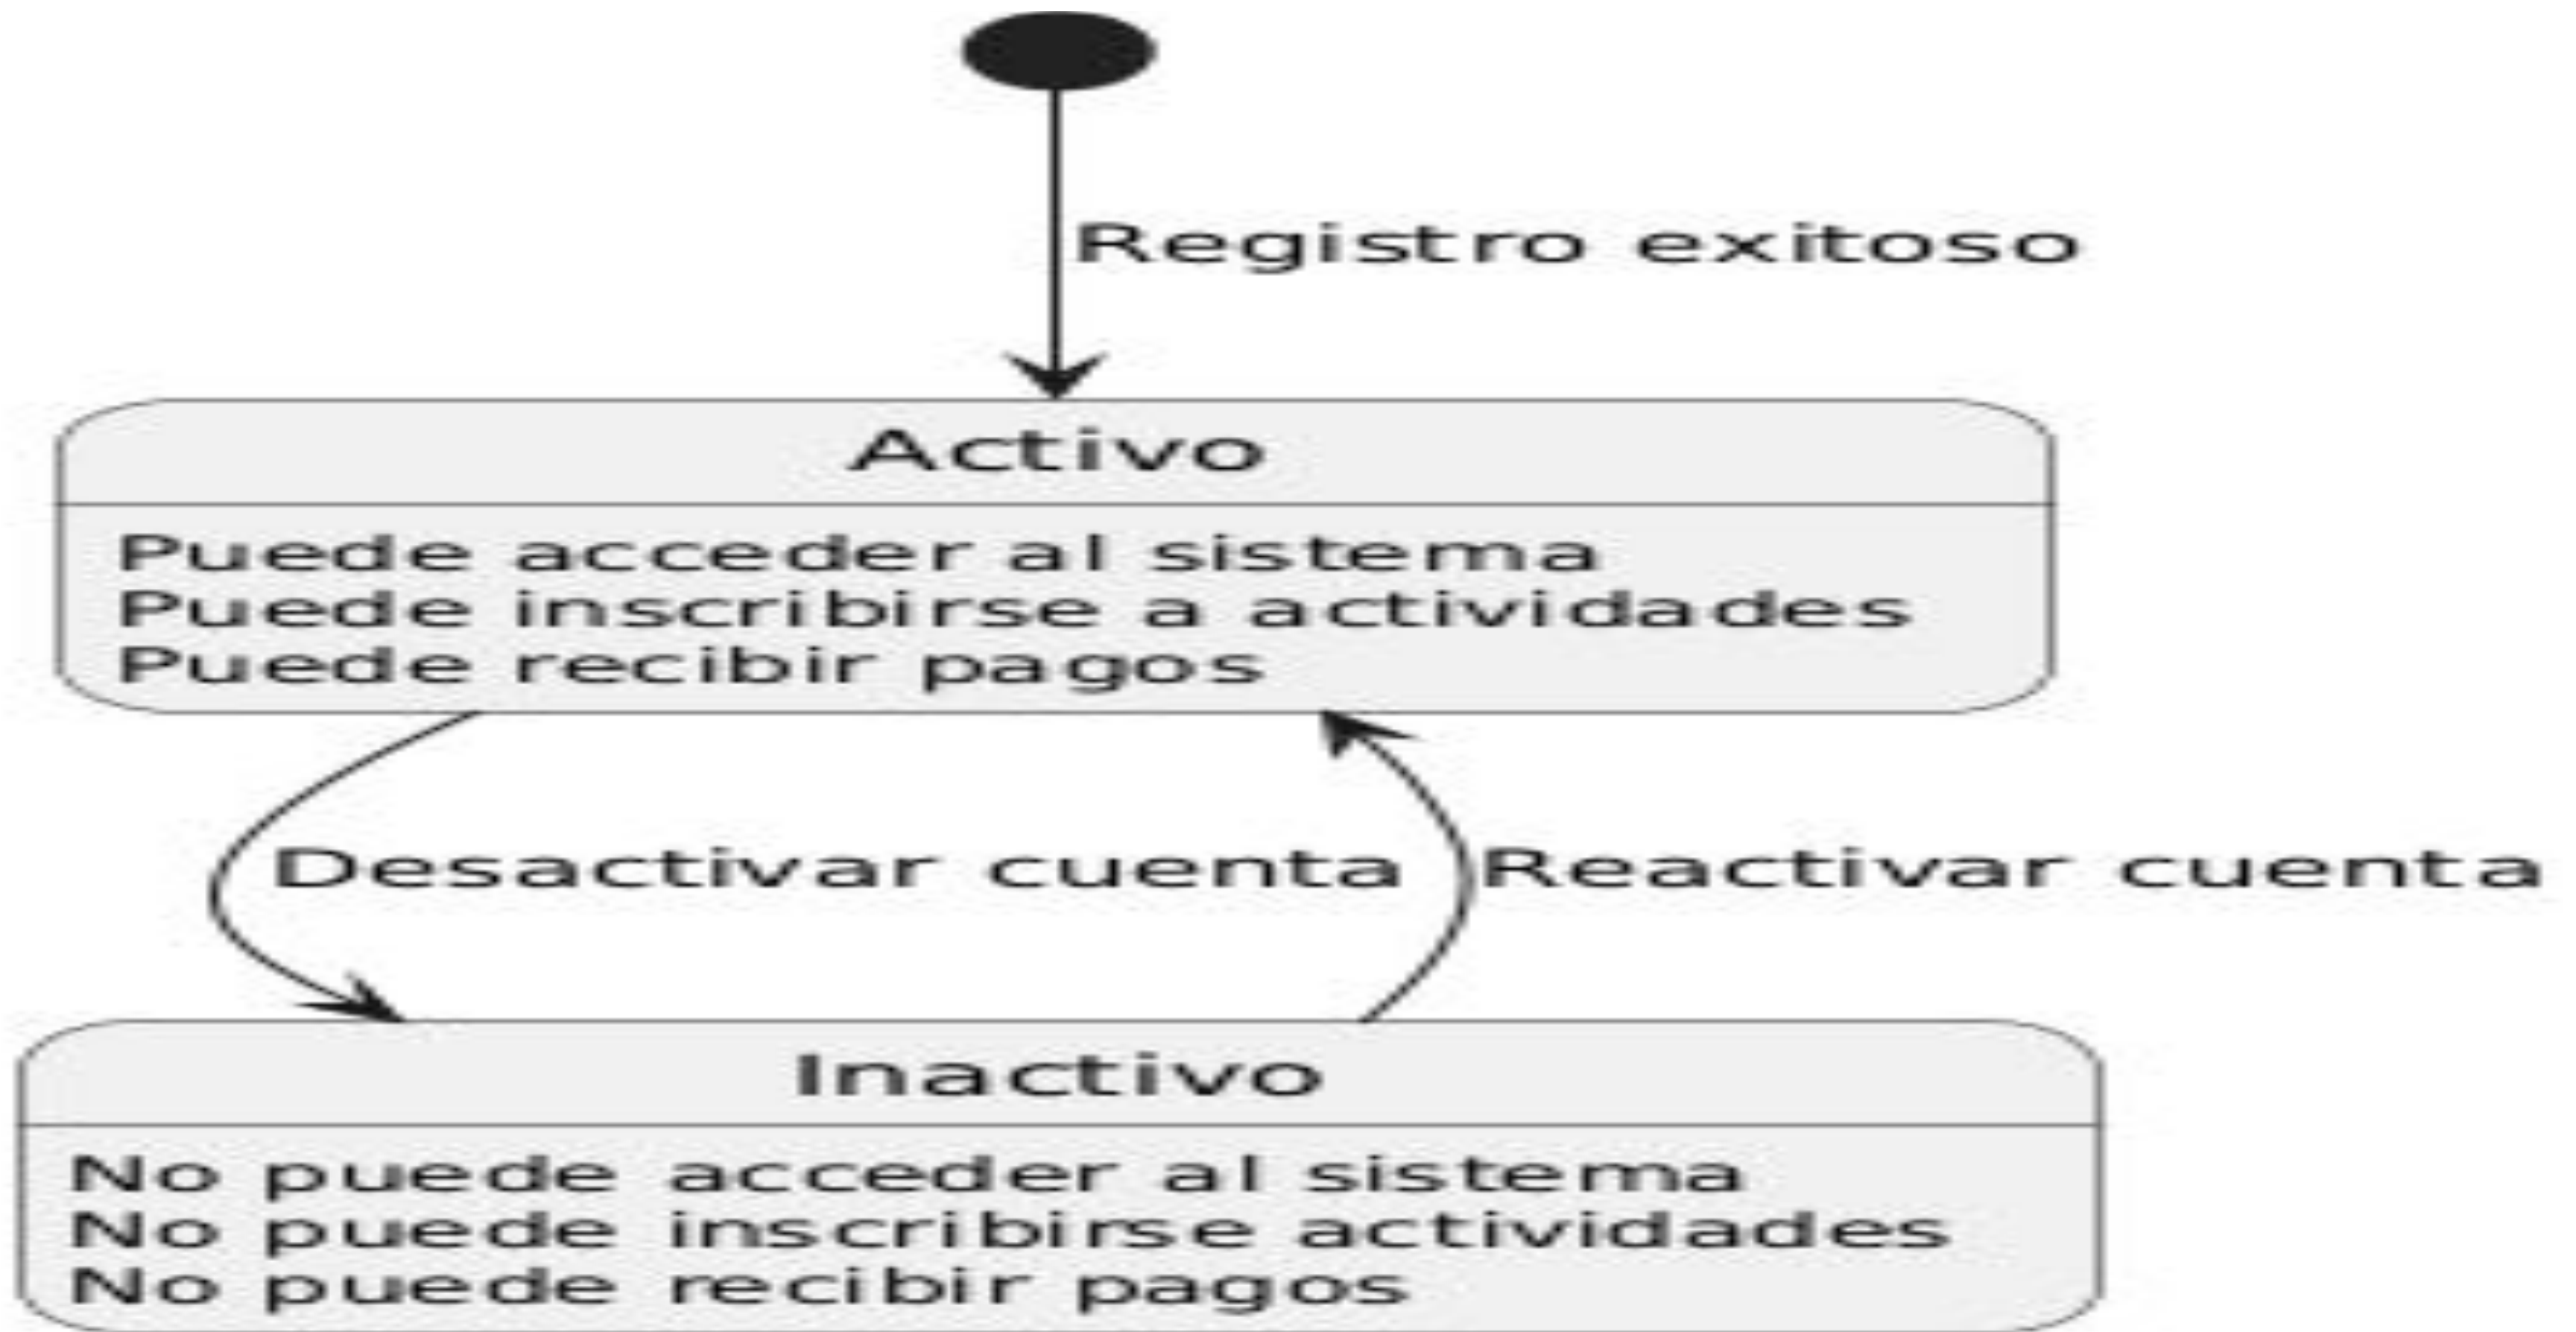 Registro exitoso
Activo
Puede acceder al sistema
Puede inscribirse a actividades
Puede recibir pagos
Desactivar cuenta
Reactivar cuenta
Inactivo
No puede acceder al sistema
No puede inscribirse actividades
No puede recibir pagos